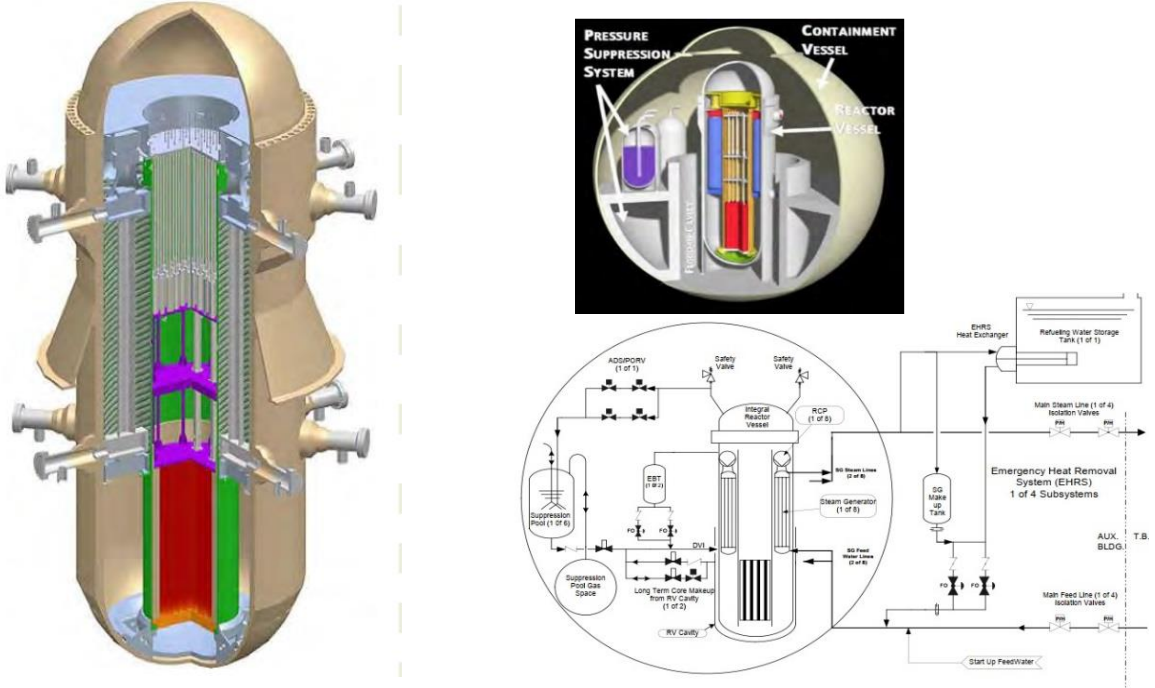 PRESSURE
SUPPRESSION
SYSTEM
CONTAINMENT
VESSEL
REACTOR
VESSEL
EHRS
Heat Exchanger
Refueling Water Storage
Tank (1 of 1)
ADS/PORV
(1 of 1)
Safety
Valve
Safety
Valve
Integral
Reactor
Vessel
RCP
(1 of 8)
Main Steam Line (1 of 4)
Isolation Valves
SG Steam Lines
(2 of 8)
EBT
(1 of 2)
Emergency Heat Removal
System (EHRS)
1 of 4 Subsystems
SG
Make
up
Tank
Steam Generator
(1 of 8)
Suppression
Pool (1 of 6)
FO
FO
AUX.
BLDG.
T.B.
DVI
SG Feed
Water Lines
(2 of 8)
FO
FO
Suppression
Pool Gas
Space
Long Term Core Makeup
from RV Cavity
(1 of 2)
Main Feed Line (1 of 4)
Isolation Valves
RV Cavity
Start Up FeedWater